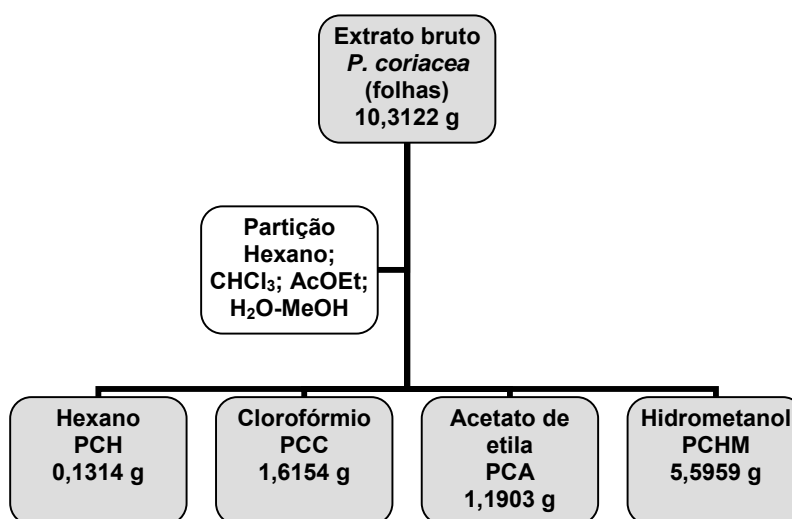 Extrato bruto
P. coriacea
(folhas)
10,3122 g
Partição
Hexano;
CHCl₃; AcOEt;
H₂O-MeOH
Hexano
PCH
0,1314 g
Clorofórmio
PCC
1,6154 g
Acetato de
etila
PCA
1,1903 g
Hidrometanol
PCHM
5,5959 g